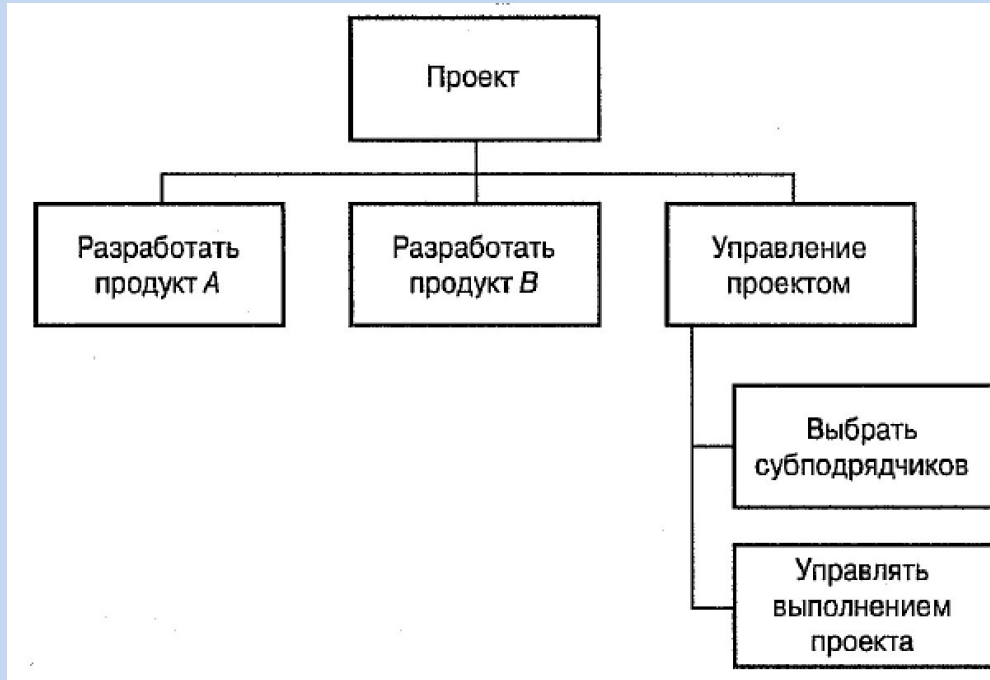 Проект
Разработать
продукт A
Разработать
продукт B
Управление
проектом
Выбрать
субподрядчиков
Управлять
выполнением
проекта